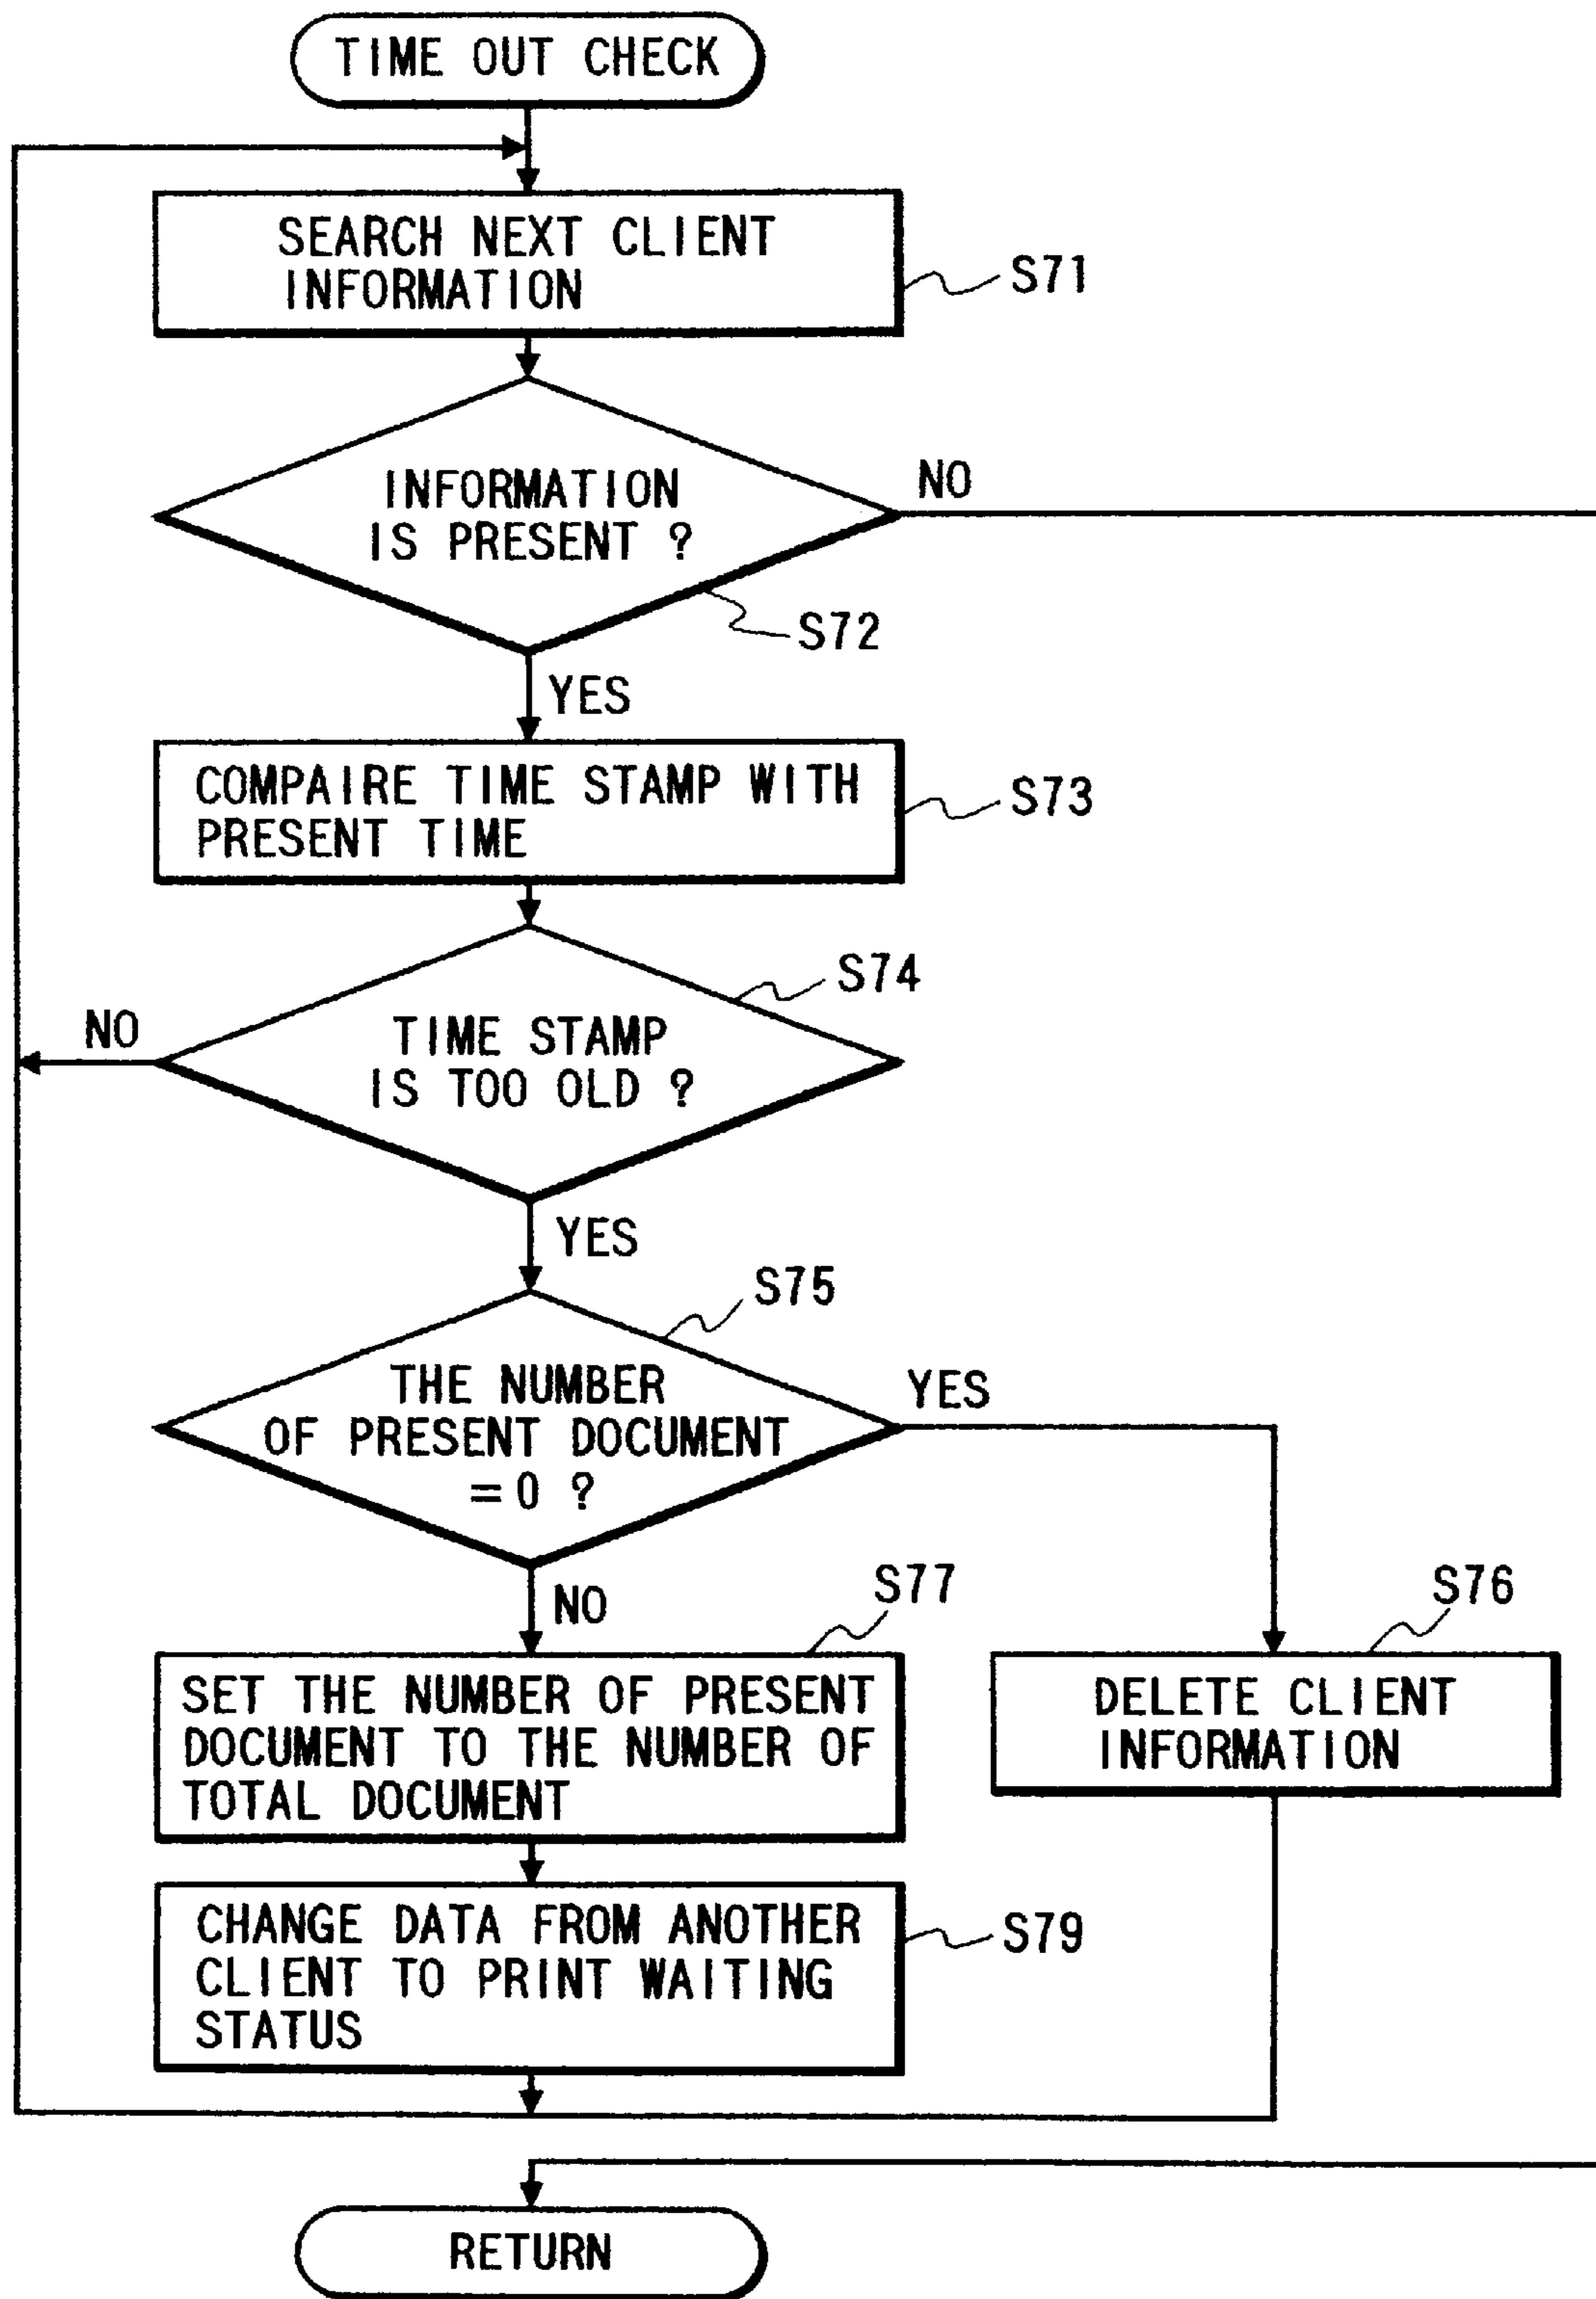 TIME OUT CHECK
SEARCH NEXT CLIENT
INFORMATION
S71
INFORMATION
IS PRESENT ?
NO
S72
YES
COMPAIRE TIME STAMP WITH
PRESENT TIME
S73
S74
NO
TIME STAMP
IS TOO OLD ?
YES
S75
THE NUMBER
OF PRESENT DOCUMENT
=0 ?
YES
NO
S77
S76
SET THE NUMBER OF PRESENT
DOCUMENT TO THE NUMBER OF
TOTAL DOCUMENT
DELETE CLIENT
INFORMATION
CHANGE DATA FROM ANOTHER
CLIENT TO PRINT WAITING
STATUS
S79
RETURN